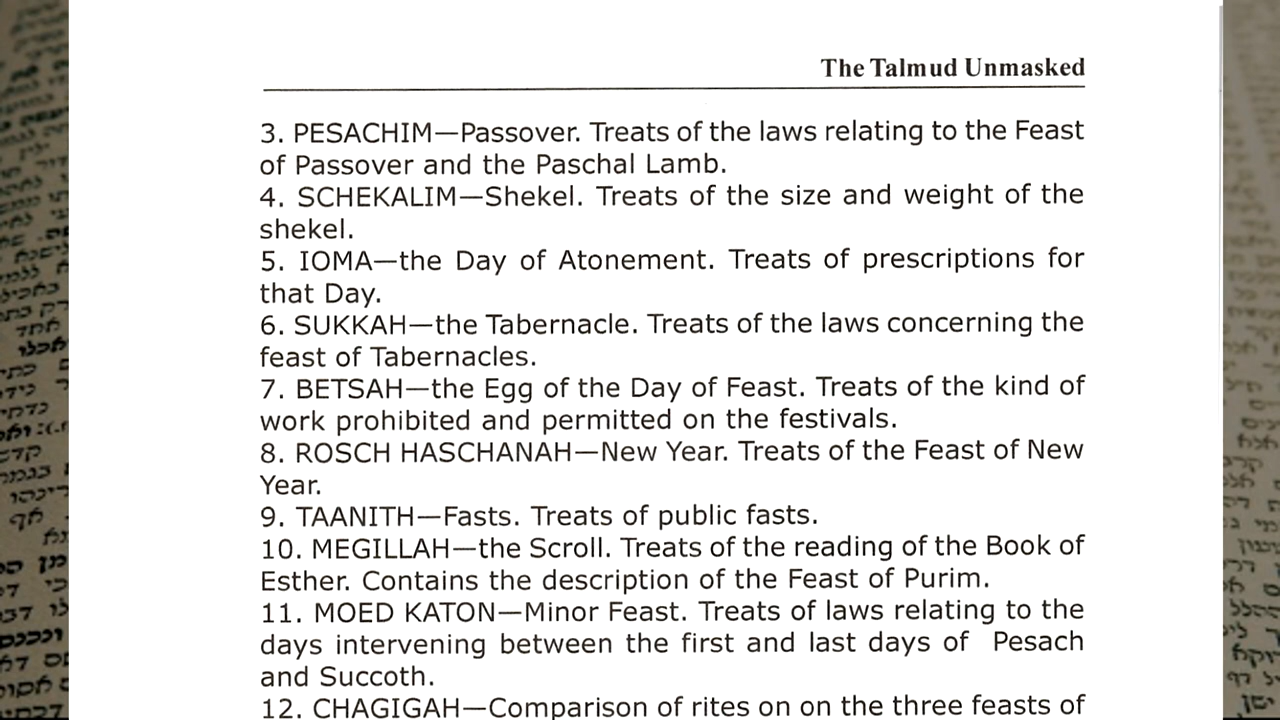 The Talmud Unmasked
3. PESACHIM—Passover. Treats of the laws relating to the Feast
of Passover and the Paschal Lamb.
4. SCHEKALIM—Shekel. Treats of the size and weight of the
shekel.
5. IOMA—the Day of Atonement. Treats of prescriptions for
that Day.
6. SUKKAH—the Tabernacle. Treats of the laws concerning the
feast of Tabernacles.
7. BETSAH—the Egg of the Day of Feast. Treats of the kind of
work prohibited and permitted on the festivals.
8. ROSCH HASCHANAH—New Year. Treats of the Feast of New
Year.
9. TAANITH—Fasts. Treats of public fasts.
10. MEGILLAH—the Scroll. Treats of the reading of the Book of
Esther. Contains the description of the Feast of Purim.
11. MOED KATON—Minor Feast. Treats of laws relating to the
days intervening between the first and last days of Pesach
and Succoth.
12. CHAGIGAH—Comparison of rites on on the three feasts of